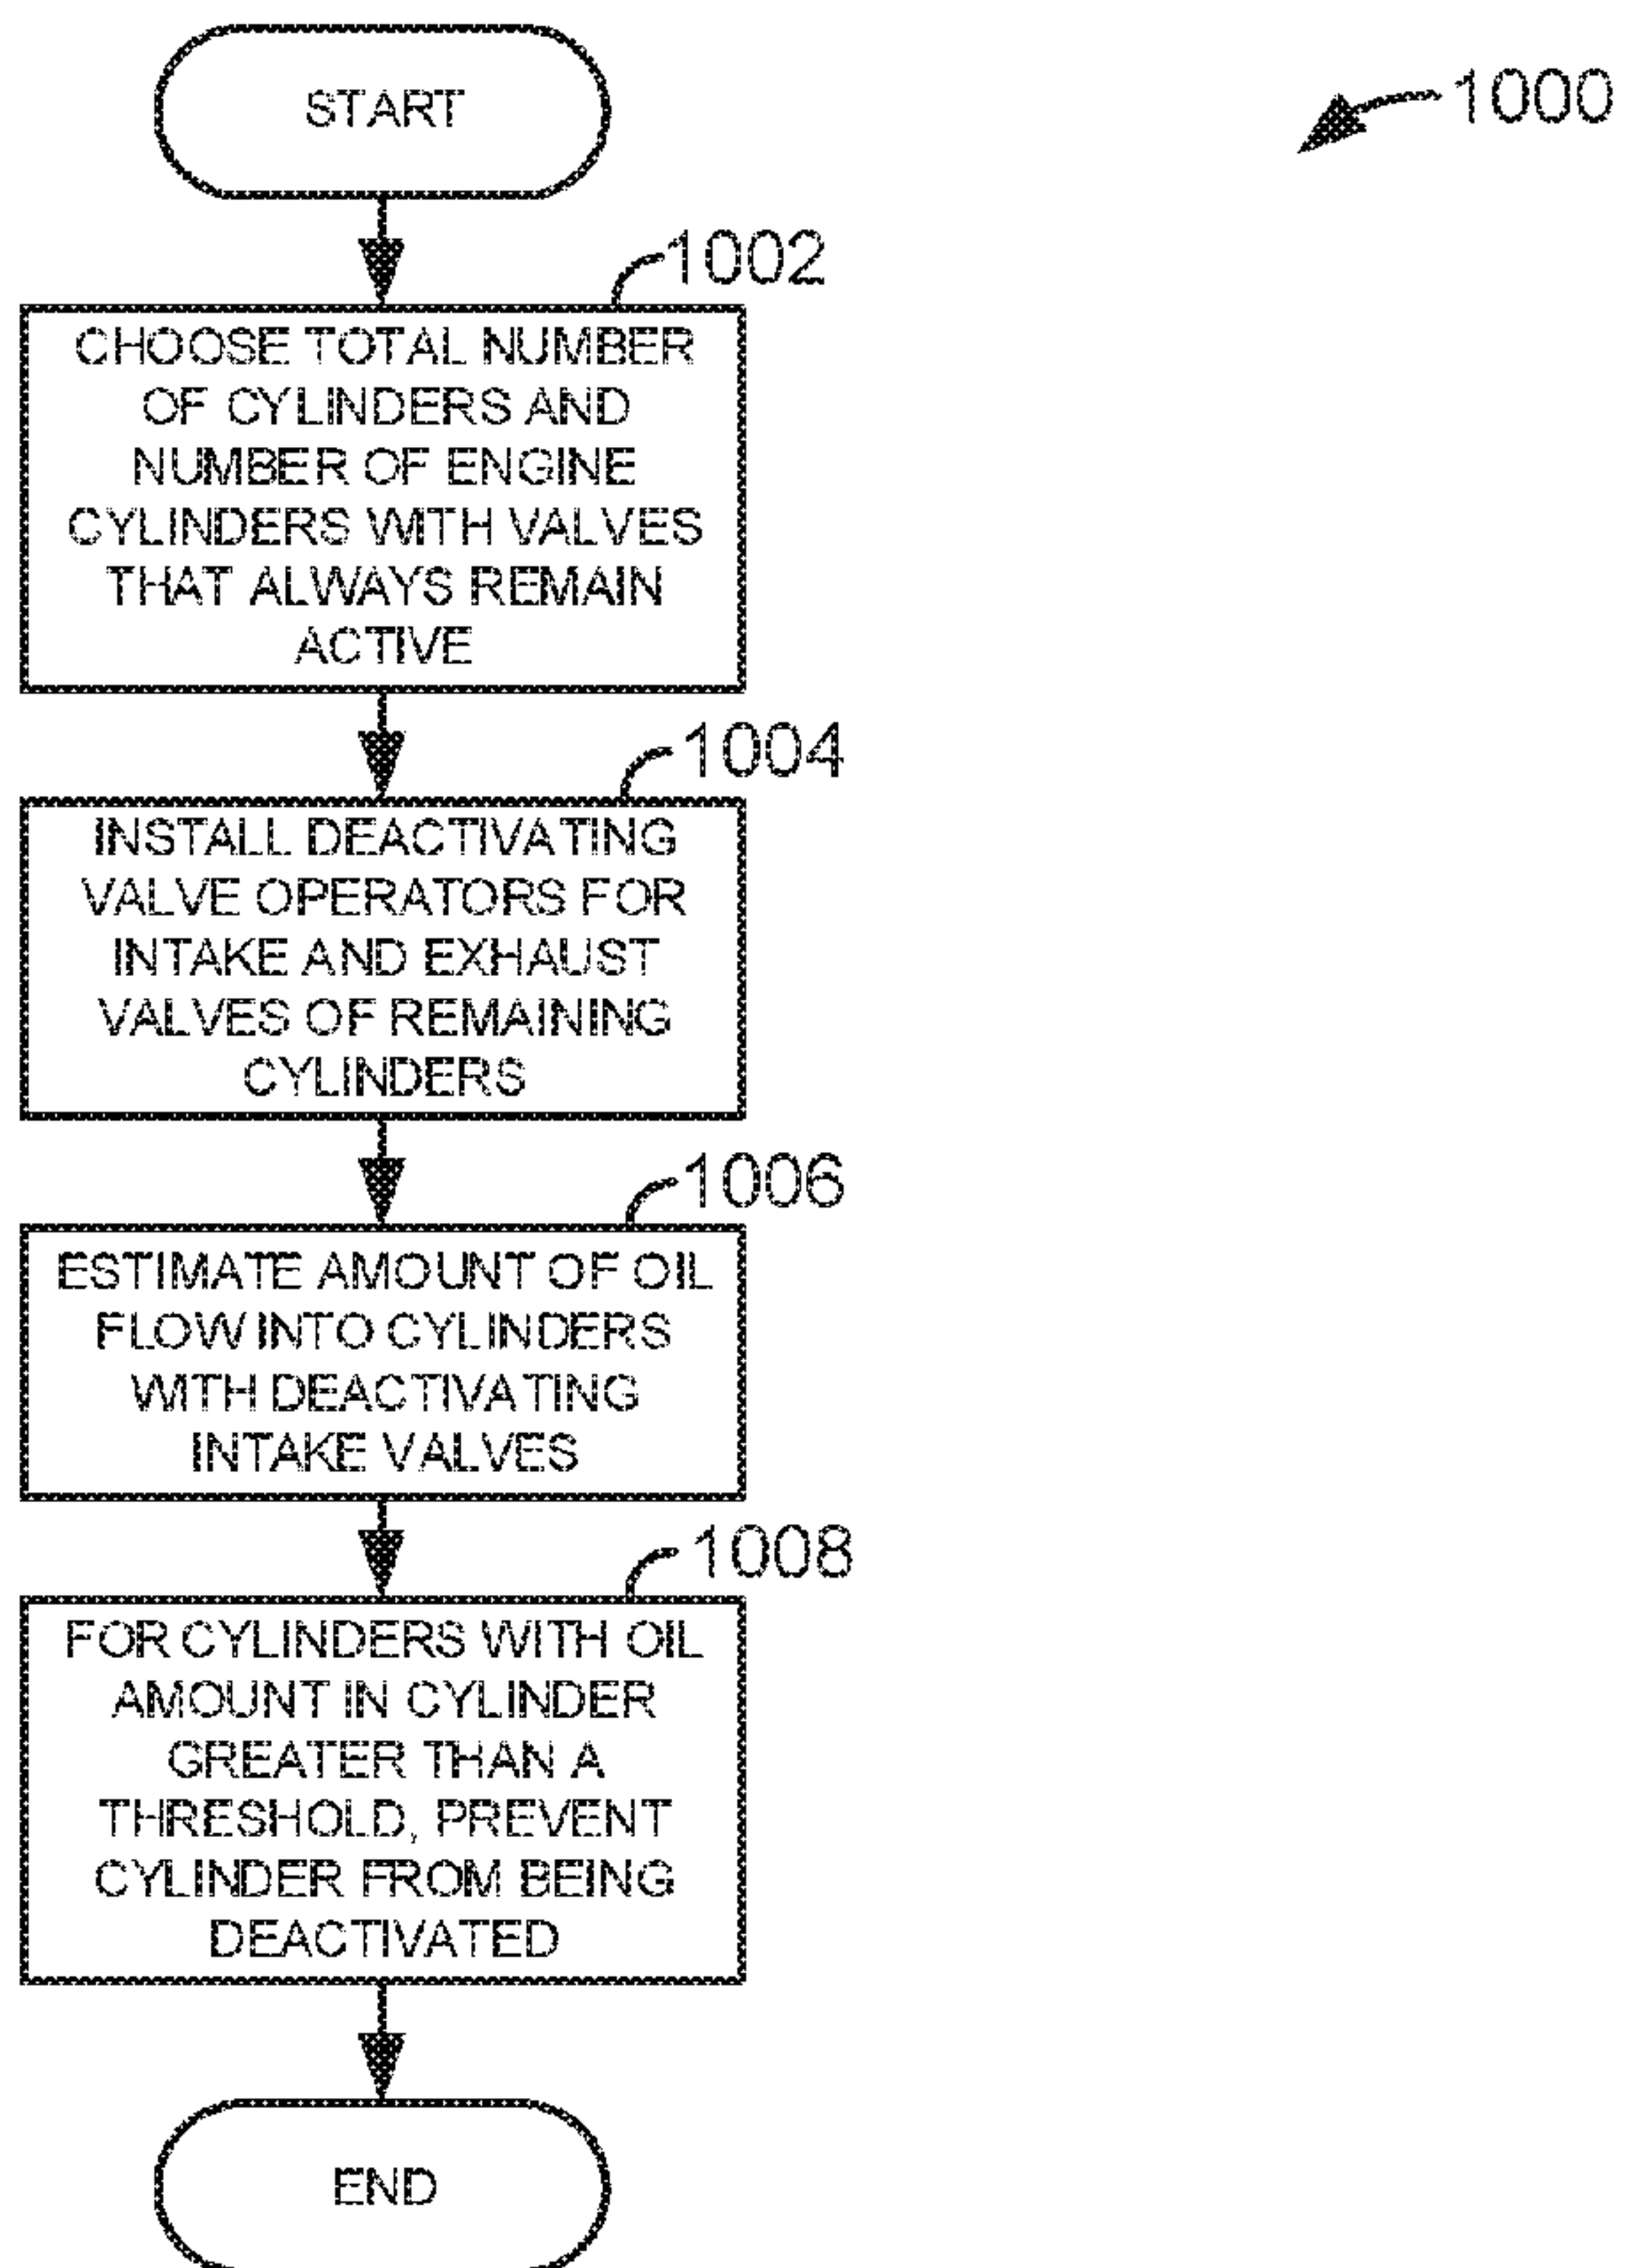 START
1000
1002
CHOOSE TOTAL NUMBER
OF CYLINDERS AND
NUMBER OF ENGINE
CYLINDERS WITH VALVES
THAT ALWAYS REMAIN
ACTIVE
1004
INSTALL DEACTIVATING
VALVE OPERATORS FOR
INTAKE AND EXHAUST
VALVES OF REMAINING
CYLINDERS
1006
ESTIMATE AMOUNT OF OIL
FLOW INTO CYLINDERS
WITH DEACTIVATING
INTAKE VALVES
1008
FOR CYLINDERS WITH OIL
AMOUNT IN CYLINDER
GREATER THAN A
THRESHOLD, PREVENT
CYLINDER FROM BEING
DEACTIVATED
END